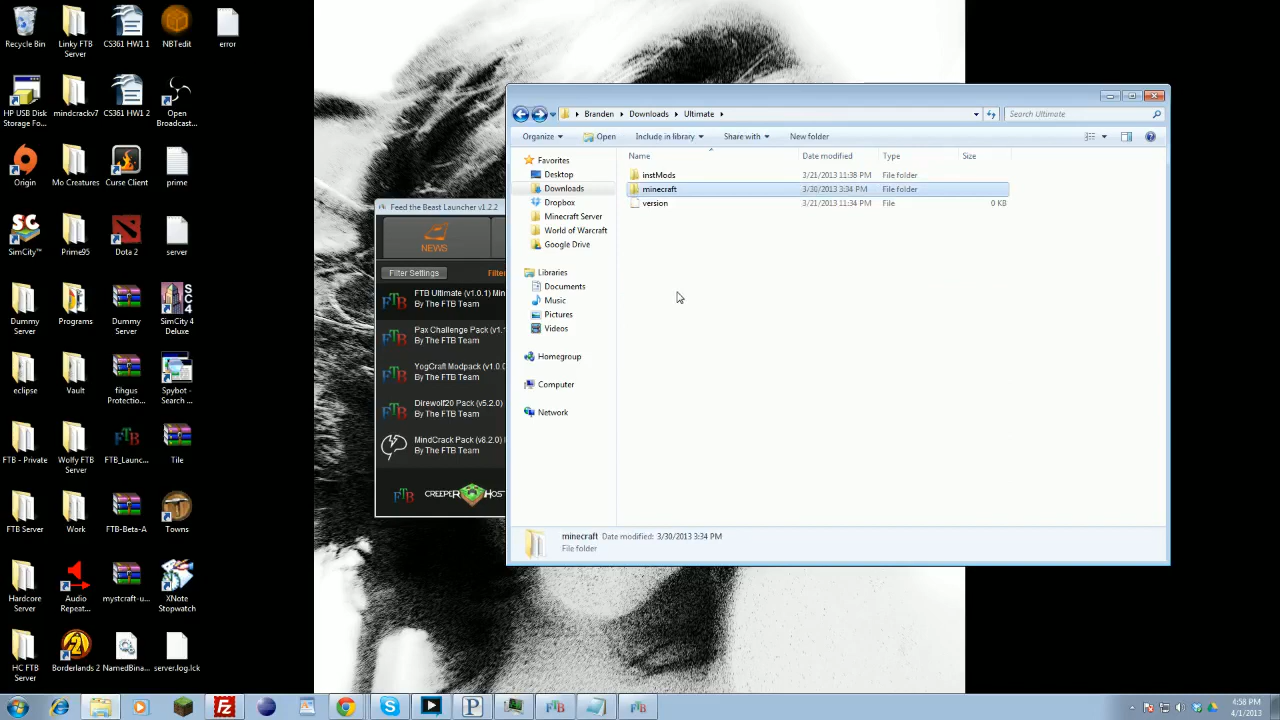 Recycle Bin
Linky FTB
Server
CS361 HW1 1
NBTedit
error
HP USB Disk
Storage Fo...
mindcrackv7
CS361 HW1 2
Open
Broadcast...
Origin
Mo Creatures
Curse Client
prime
SimCity™
Prime95
Dota 2
server
Dummy
Server
Programs
Dummy
Server
SimCity 4
Deluxe
eclipse
Vault
fihgus
Protectio...
Spybot -
Search ...
FTB - Private
Wolfy FTB
Server
FTB_Launc...
Tile
FTB Server
Work
FTB-Beta-A
Towns
Hardcore
Server
Audio
Repeat...
mystcraft-u...
XNote
Stopwatch
HC FTB
Server
Borderlands 2
NamedBina...
server.log.lck
Feed the Beast Launcher v1.2.2
NEWS
Filter Settings
Filter
FTB Ultimate (v1.0.1) Min
By The FTB Team
Pax Challenge Pack (v1.1
By The FTB Team
YogCraft Modpack (v1.0.0
By The FTB Team
Direwolf20 Pack (v5.2.0)
By The FTB Team
MindCrack Pack (v8.2.0)
By The FTB Team
FTB
CREEPER HOST
Branden
Downloads
Ultimate
Search Ultimate
Organize
Open
Include in library
Share with
New folder
Name
Date modified
Type
Size
instMods
3/21/2013 11:38 PM
File folder
minecraft
3/30/2013 3:34 PM
File folder
version
3/21/2013 11:34 PM
File
0 KB
Favorites
Desktop
Downloads
Dropbox
Minecraft Server
World of Warcraft
Google Drive
Libraries
Documents
Music
Pictures
Videos
Homegroup
Computer
Network
minecraft Date modified: 3/30/2013 3:34 PM
File folder
4:58 PM
4/1/2013